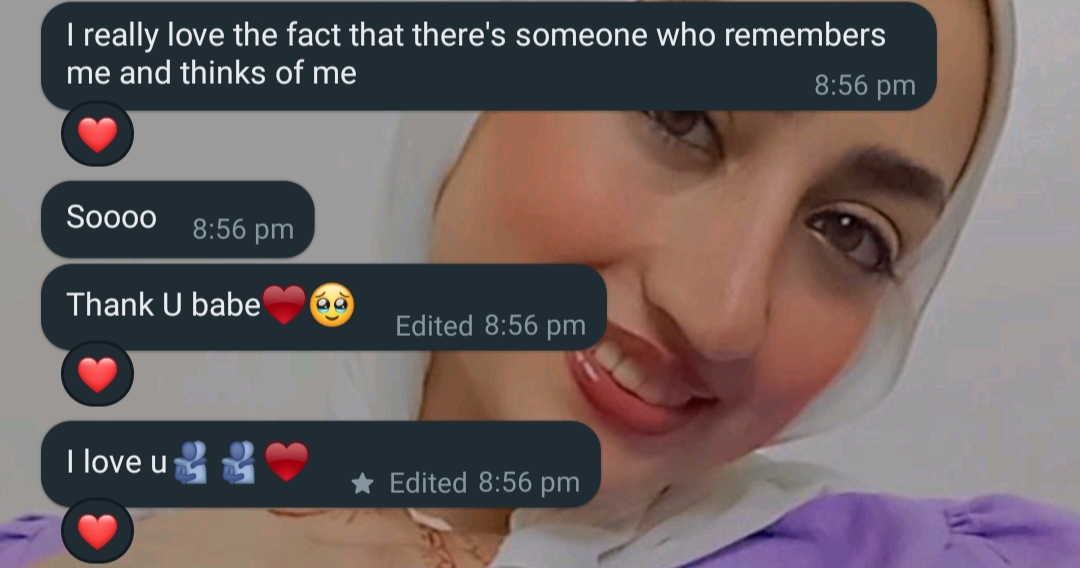 I really love the fact that there's someone who remembers
me and thinks of me
8:56 pm
Soooo 8:56 pm
Thank U babe❤️🥹
Edited 8:56 pm
I love u🫂🫂❤️
Edited 8:56 pm